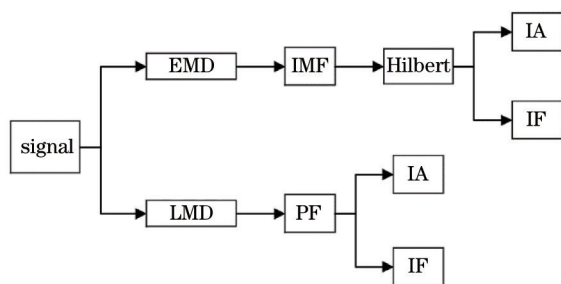 IA
EMD
IMF
Hilbert
IF
signal
IA
LMD
PF
IF